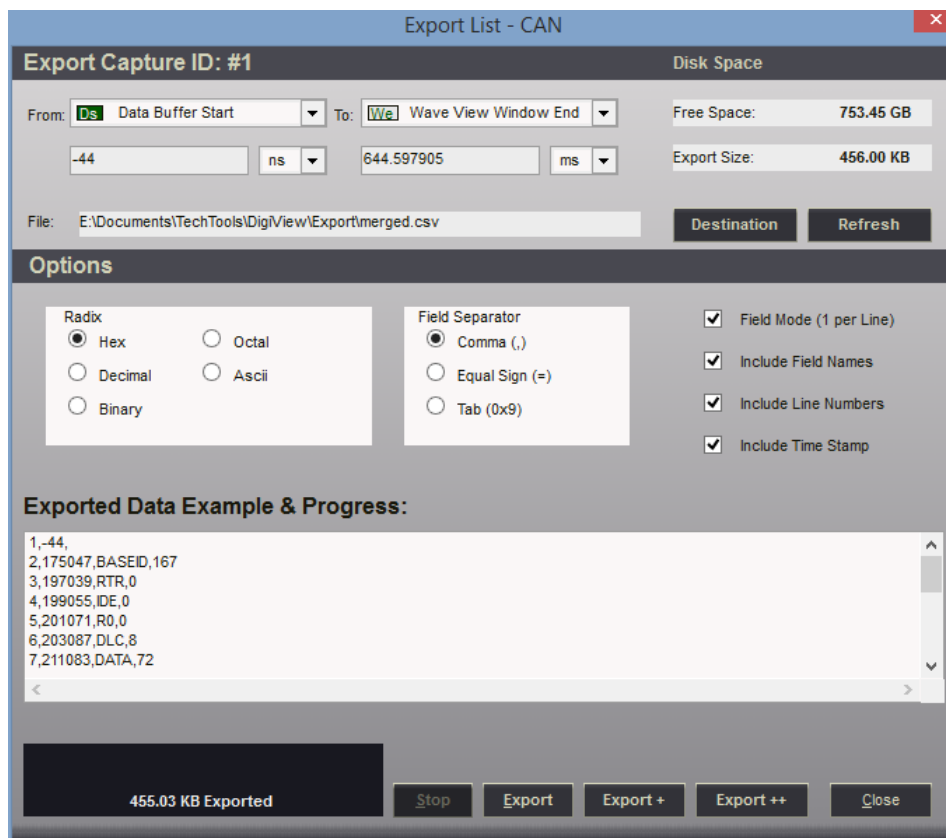 Export List - CAN
Export Capture ID: #1
Disk Space
From: Ds Data Buffer Start To: We Wave View Window End
Free Space: 753.45 GB
-44 ns 644.597905 ms
Export Size: 456.00 KB
File: E:\Documents\TechTools\DigiView\Export\merged.csv
Destination Refresh
Options
Radix
Hex Octal
Decimal Ascii
Binary
Field Separator
Comma (,)
Equal Sign (=)
Tab (0x9)
Field Mode (1 per Line)
Include Field Names
Include Line Numbers
Include Time Stamp
Exported Data Example & Progress:
1,-44,
2,175047,BASEID,167
3,197039,RTR,0
4,199055,IDE,0
5,201071,R0,0
6,203087,DLC,8
7,211083,DATA,72
455.03 KB Exported
Stop Export Export + Export ++ Close